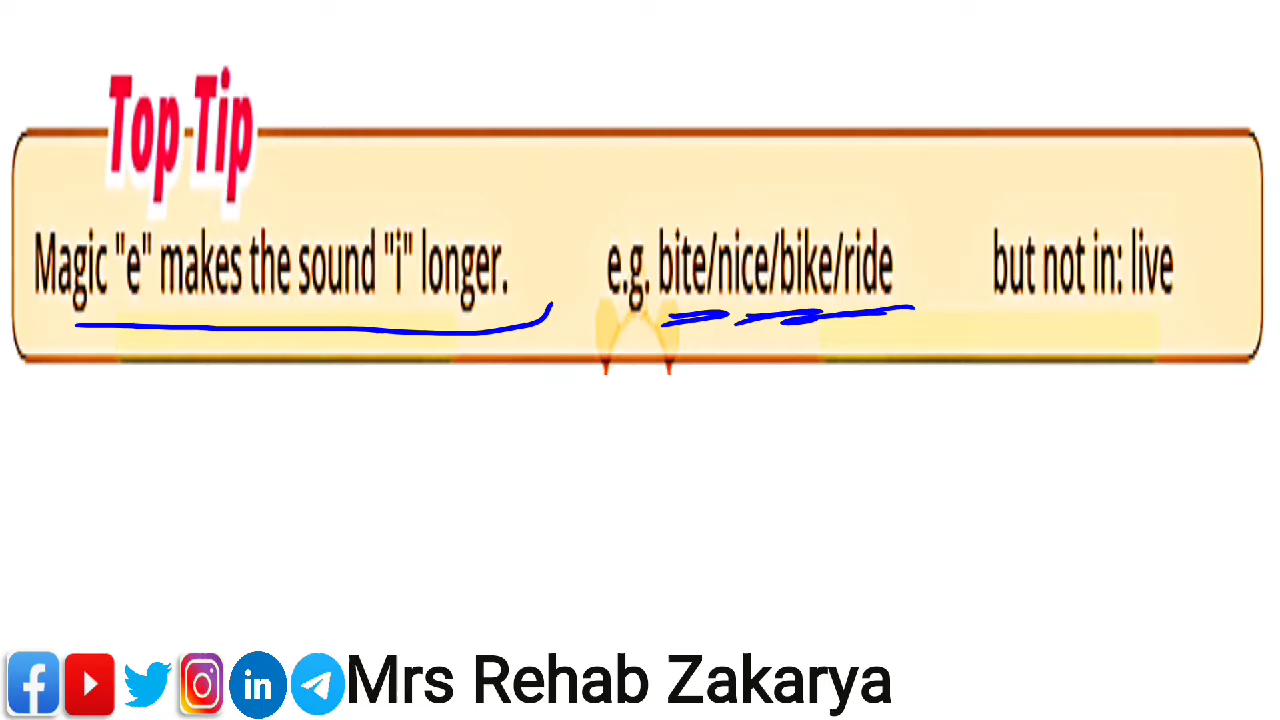 Top Tip
Magic "e" makes the sound "i" longer. e.g. bite/nice/bike/ride but not in: live
Mrs Rehab Zakarya